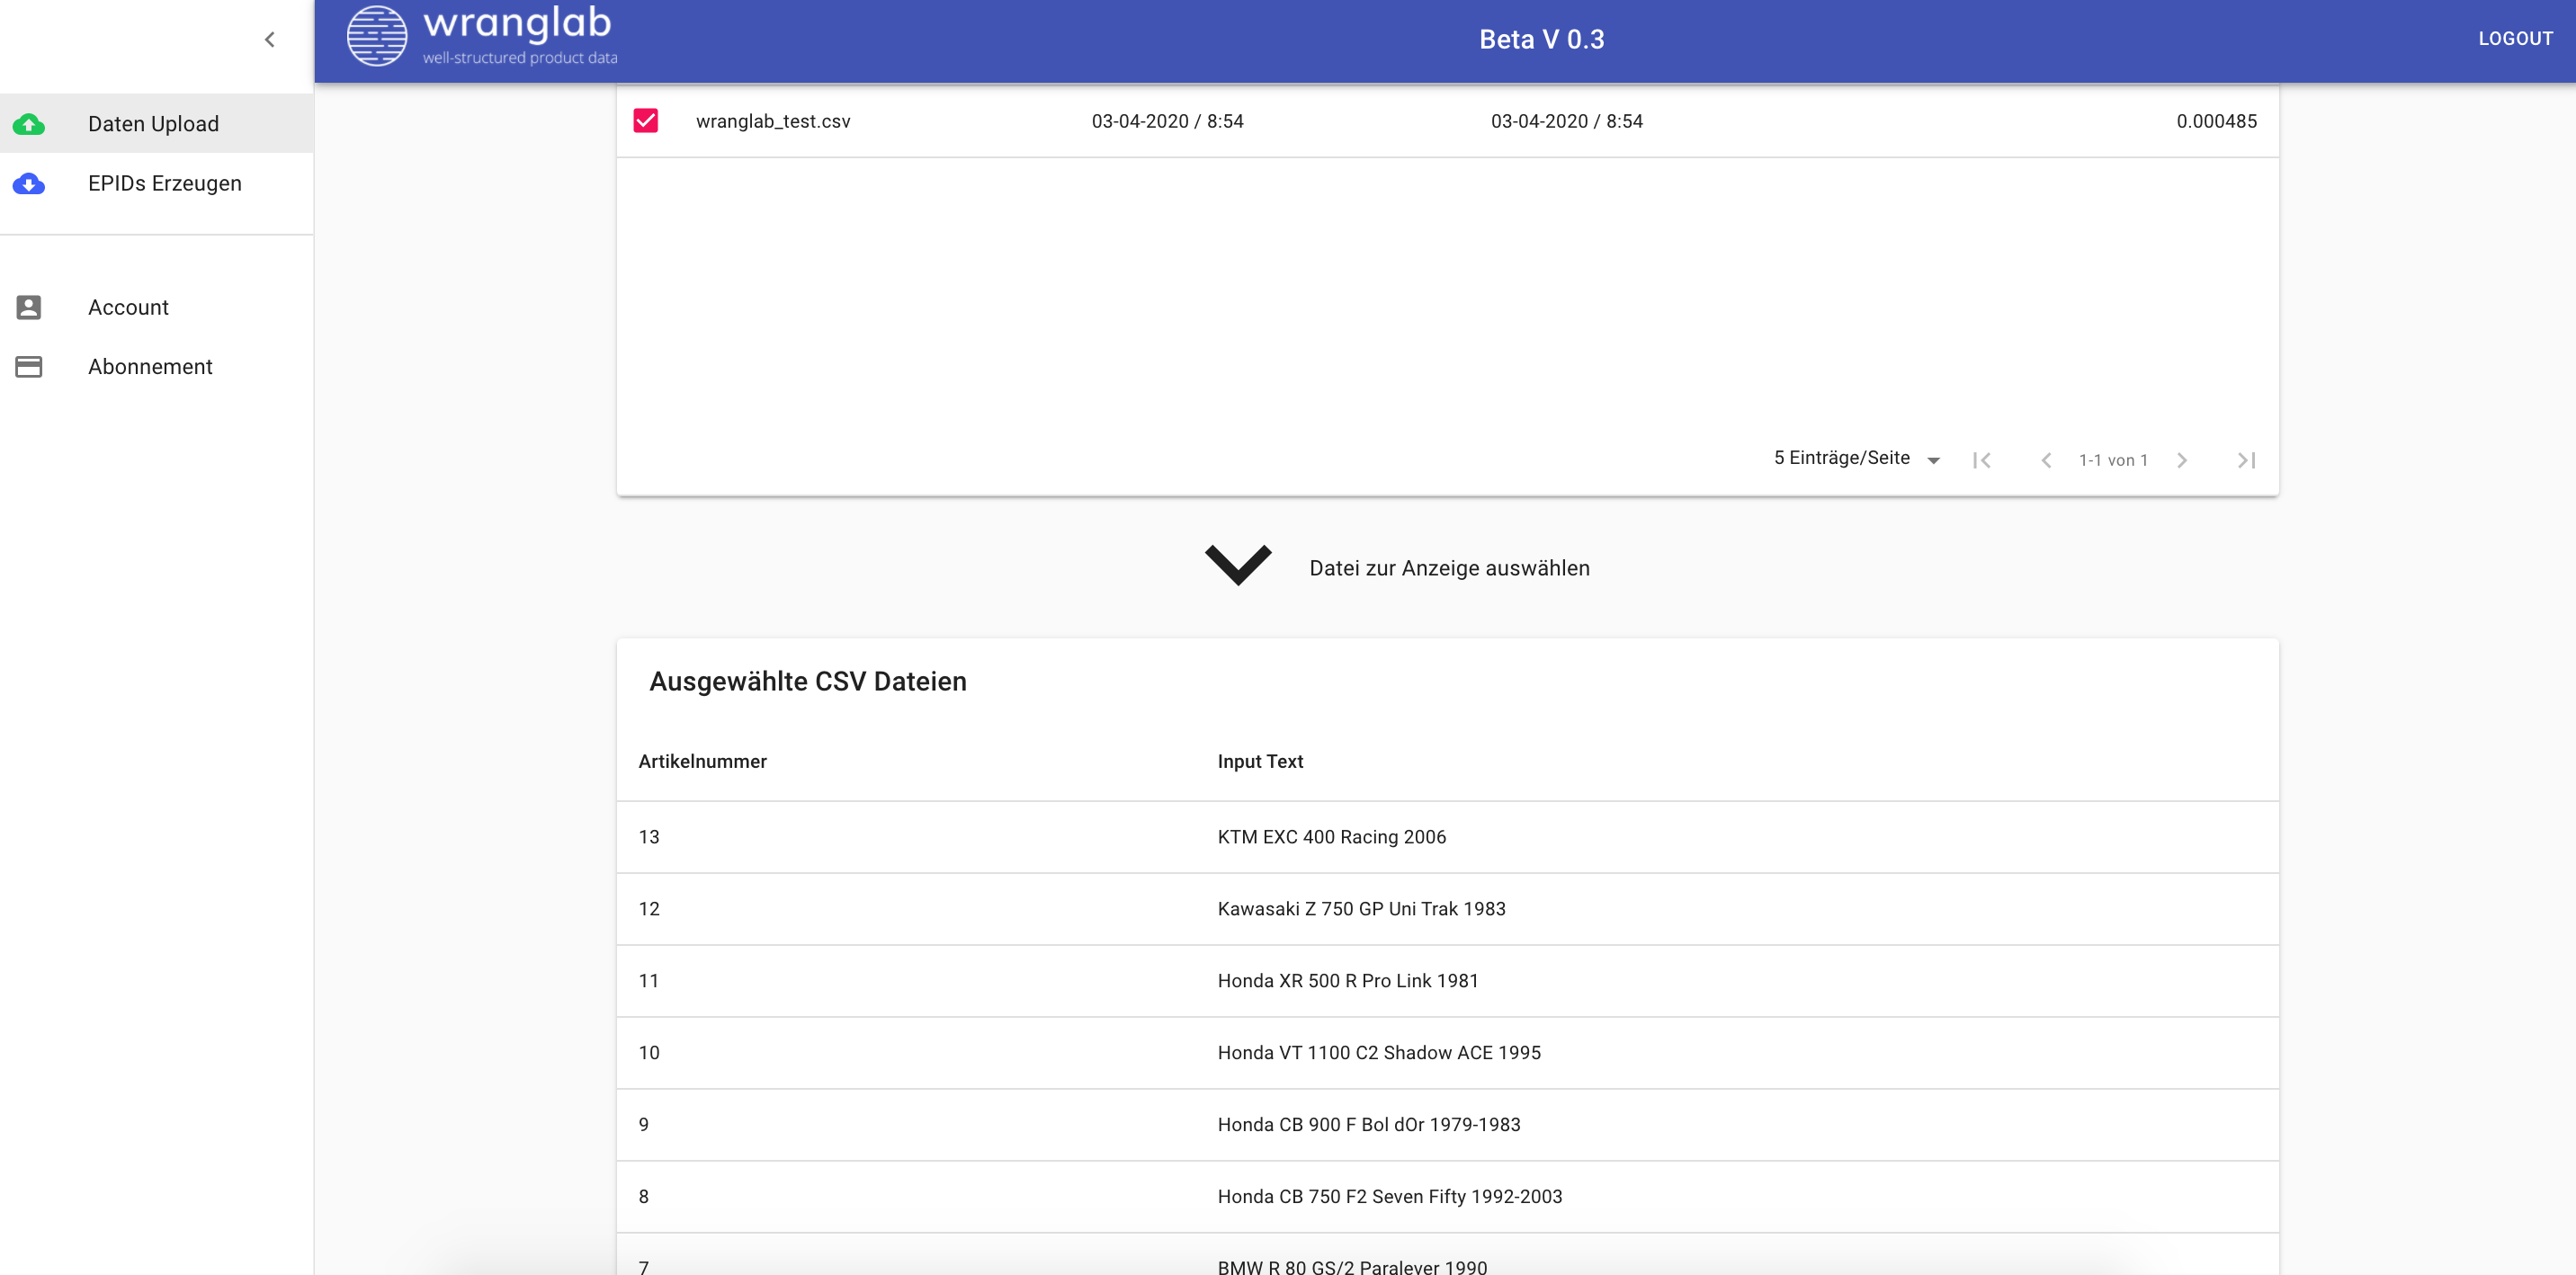 wranglab
well-structured product data
Beta V 0.3
LOGOUT
Daten Upload
EPIDs Erzeugen
Account
Abonnement
wranglab_test.csv 03-04-2020 / 8:54 03-04-2020 / 8:54 0.000485
5 Einträge/Seite 1-1 von 1
Datei zur Anzeige auswählen
Ausgewählte CSV Dateien
Artikelnummer Input Text
13 KTM EXC 400 Racing 2006
12 Kawasaki Z 750 GP Uni Trak 1983
11 Honda XR 500 R Pro Link 1981
10 Honda VT 1100 C2 Shadow ACE 1995
9 Honda CB 900 F Bol dOr 1979-1983
8 Honda CB 750 F2 Seven Fifty 1992-2003
7 BMW R 80 GS/2 Paralever 1990